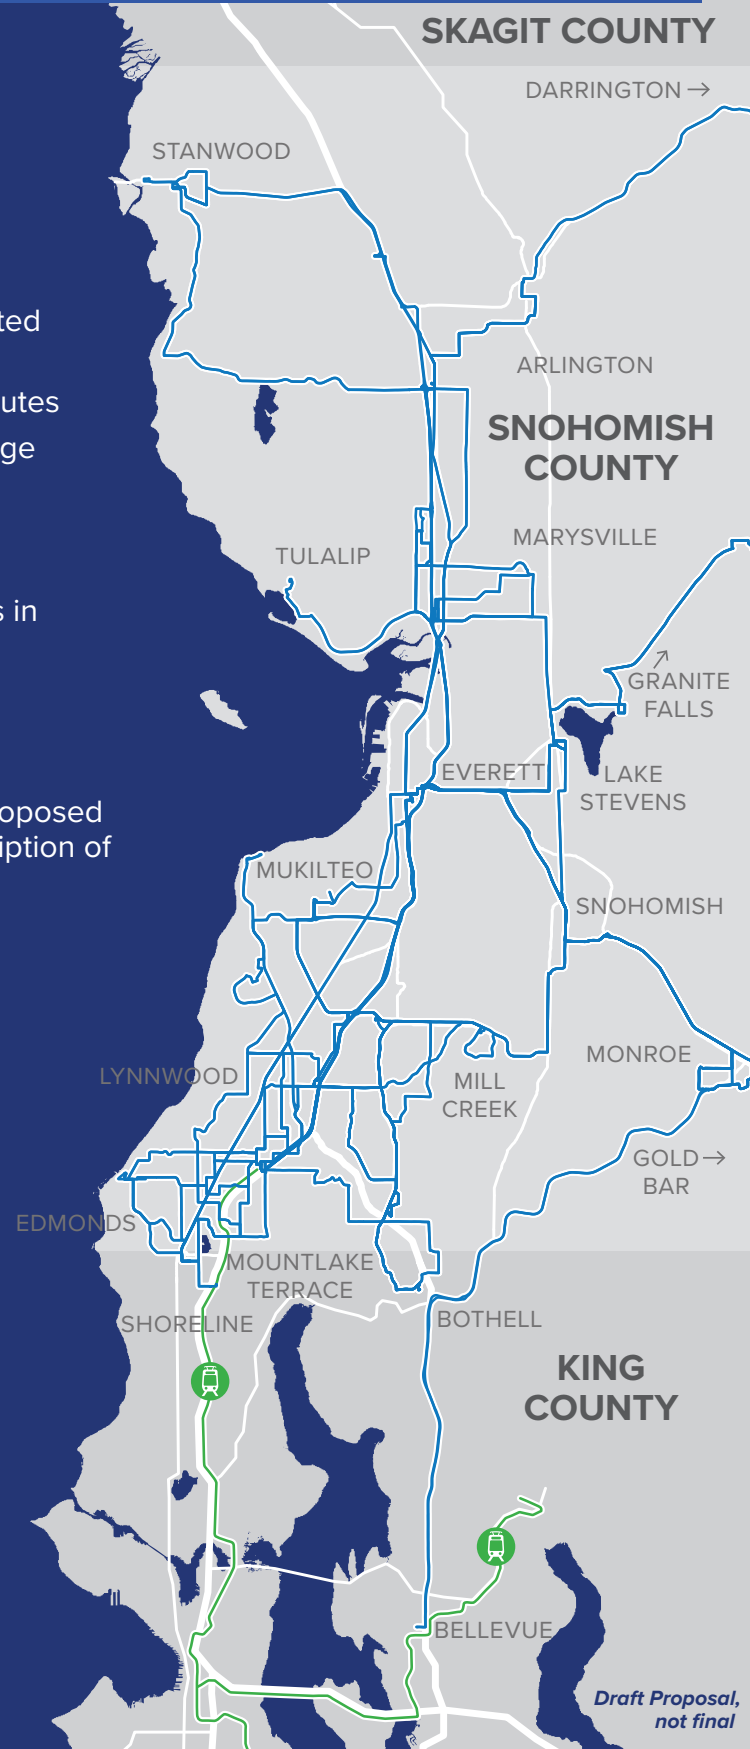 SKAGIT COUNTY
DARRINGTON →
STANWOOD
ted
ARLINGTON
utes
SNOHOMISH
COUNTY
ge
MARYSVILLE
TULALIP
s in
GRANITE
FALLS
EVERETT
LAKE
STEVENS
oposed
iption of
MUKILTEO
SNOHOMISH
MONROE
LYNNWOOD
MILL
CREEK
GOLD →
BAR
EDMONDS
MOUNTLAKE
TERRACE
SHORELINE
BOTHELL
KING
COUNTY
BELLEVUE
Draft Proposal,
not final